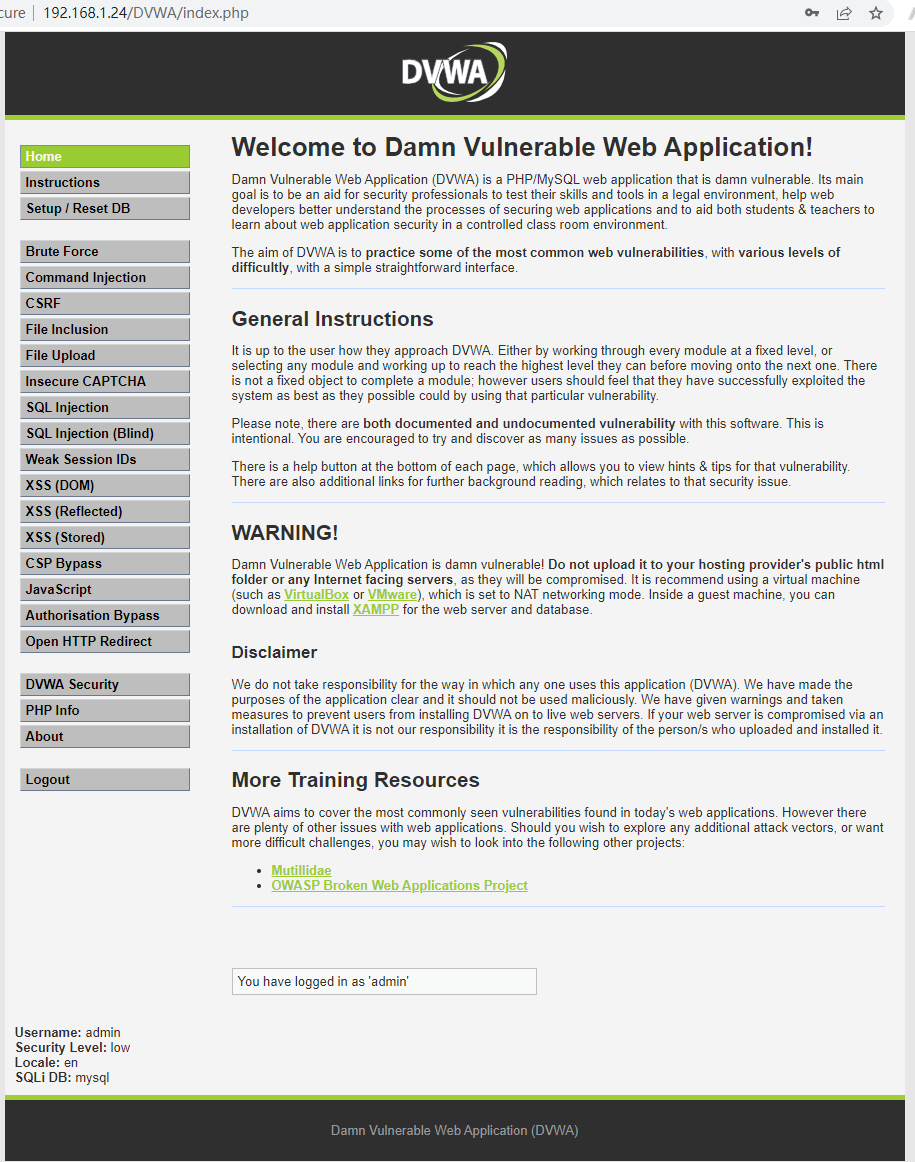 cure 192.168.1.24/DVWA/index.php
DVWA
Home
Instructions
Setup / Reset DB
Brute Force
Command Injection
CSRF
File Inclusion
File Upload
Insecure CAPTCHA
SQL Injection
SQL Injection (Blind)
Weak Session IDs
XSS (DOM)
XSS (Reflected)
XSS (Stored)
CSP Bypass
JavaScript
Authorisation Bypass
Open HTTP Redirect
DVWA Security
PHP Info
About
Logout
Welcome to Damn Vulnerable Web Application!
Damn Vulnerable Web Application (DVWA) is a PHP/MySQL web application that is damn vulnerable. Its main
goal is to be an aid for security professionals to test their skills and tools in a legal environment, help web
developers better understand the processes of securing web applications and to aid both students & teachers to
learn about web application security in a controlled class room environment.
The aim of DVWA is to practice some of the most common web vulnerabilities, with various levels of
difficultly, with a simple straightforward interface.
General Instructions
It is up to the user how they approach DVWA. Either by working through every module at a fixed level, or
selecting any module and working up to reach the highest level they can before moving onto the next one. There
is not a fixed object to complete a module; however users should feel that they have successfully exploited the
system as best as they possible could by using that particular vulnerability.
Please note, there are both documented and undocumented vulnerability with this software. This is
intentional. You are encouraged to try and discover as many issues as possible.
There is a help button at the bottom of each page, which allows you to view hints & tips for that vulnerability.
There are also additional links for further background reading, which relates to that security issue.
WARNING!
Damn Vulnerable Web Application is damn vulnerable! Do not upload it to your hosting provider's public html
folder or any Internet facing servers, as they will be compromised. It is recommend using a virtual machine
(such as VirtualBox or VMware), which is set to NAT networking mode. Inside a guest machine, you can
download and install XAMPP for the web server and database.
Disclaimer
We do not take responsibility for the way in which any one uses this application (DVWA). We have made the
purposes of the application clear and it should not be used maliciously. We have given warnings and taken
measures to prevent users from installing DVWA on to live web servers. If your web server is compromised via an
installation of DVWA it is not our responsibility it is the responsibility of the person/s who uploaded and installed it.
More Training Resources
DVWA aims to cover the most commonly seen vulnerabilities found in today's web applications. However there
are plenty of other issues with web applications. Should you wish to explore any additional attack vectors, or want
more difficult challenges, you may wish to look into the following other projects:
• Mutillidae
• OWASP Broken Web Applications Project
You have logged in as 'admin'
Username: admin
Security Level: low
Locale: en
SQLi DB: mysql
Damn Vulnerable Web Application (DVWA)